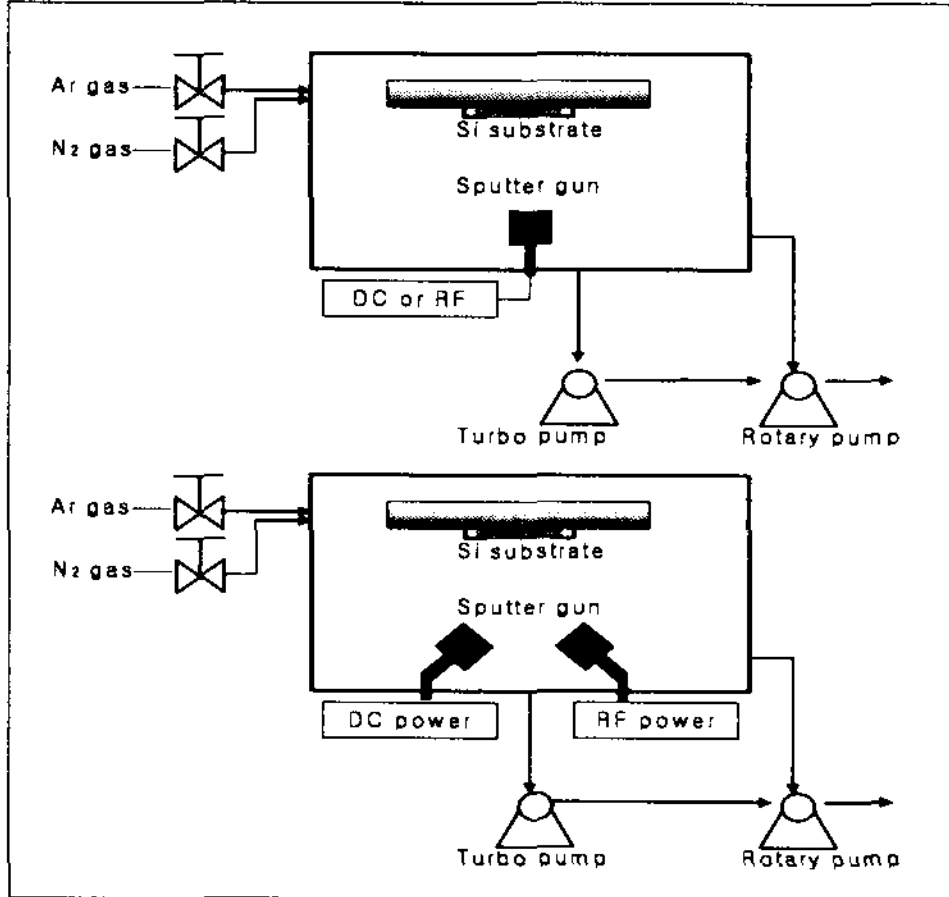 Ar gas
Si substrate
N₂ gas
Sputter gun
DC or RF
Turbo pump
Rotary pump
Ar gas
Si substrate
N₂ gas
Sputter gun
DC power
RF power
Turbo pump
Rotary pump